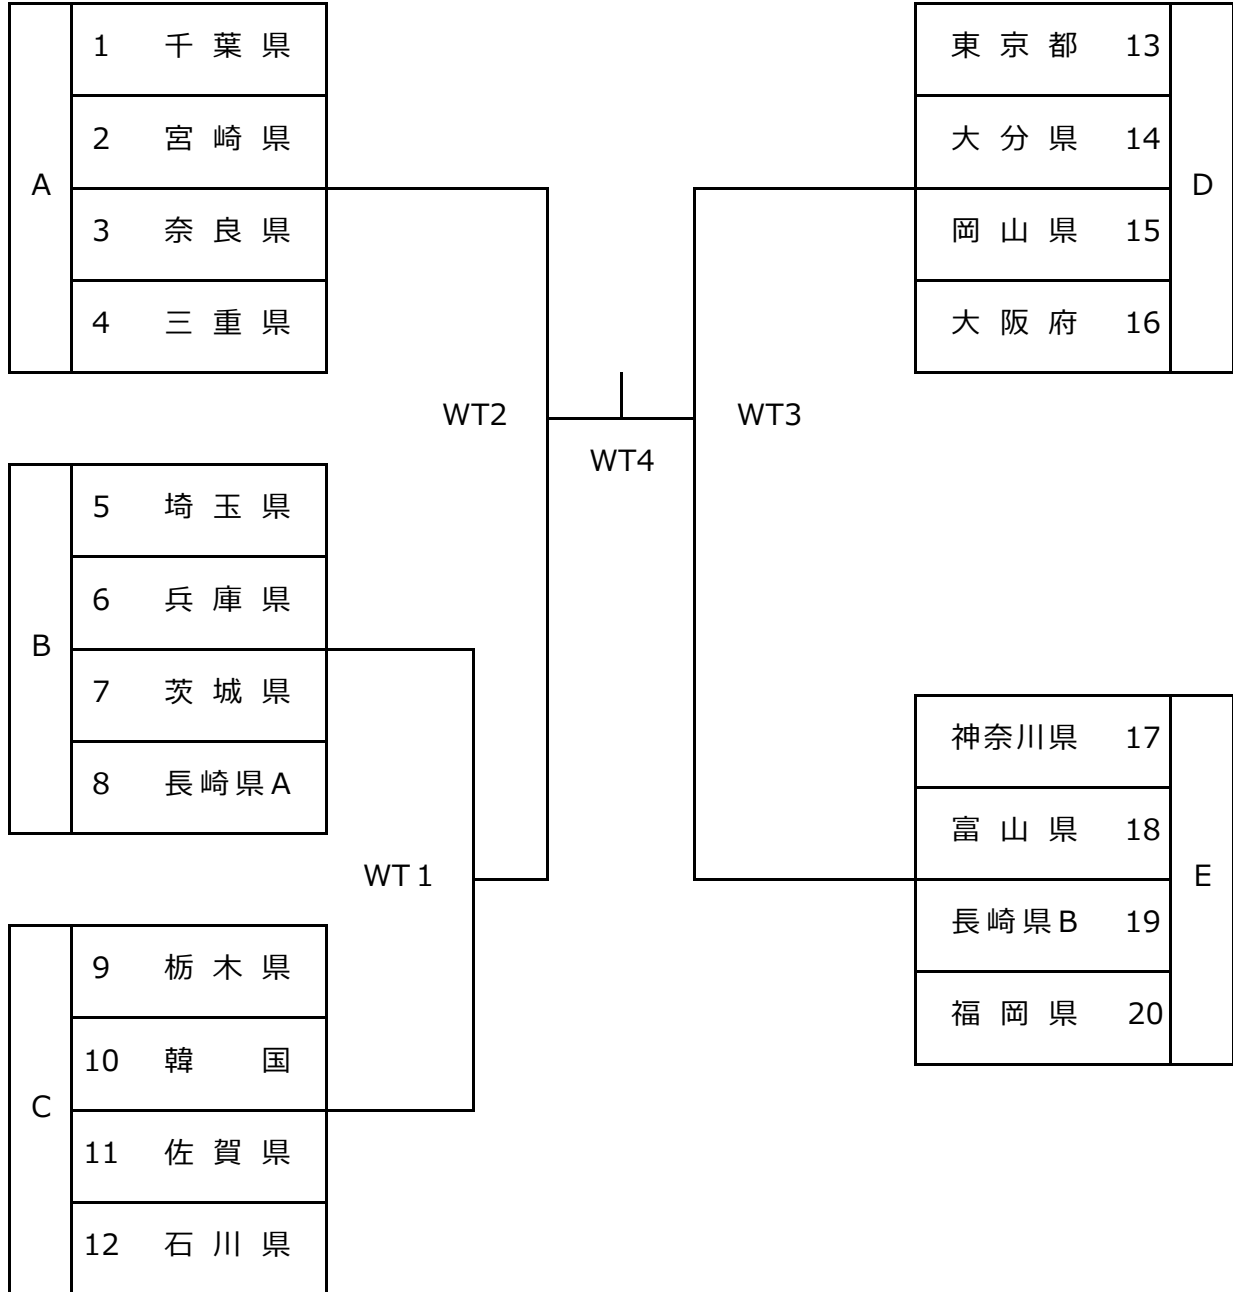 A
1 千葉県
2 宮崎県
3 奈良県
4 三重県
B
5 埼玉県
6 兵庫県
7 茨城県
8 長崎県A
C
9 栃木県
10 韓国
11 佐賀県
12 石川県
WT 1
WT2
WT4
WT3
東京都 13
大分県 14
岡山県 15
大阪府 16
D
神奈川県 17
富山県 18
長崎県B 19
福岡県 20
E